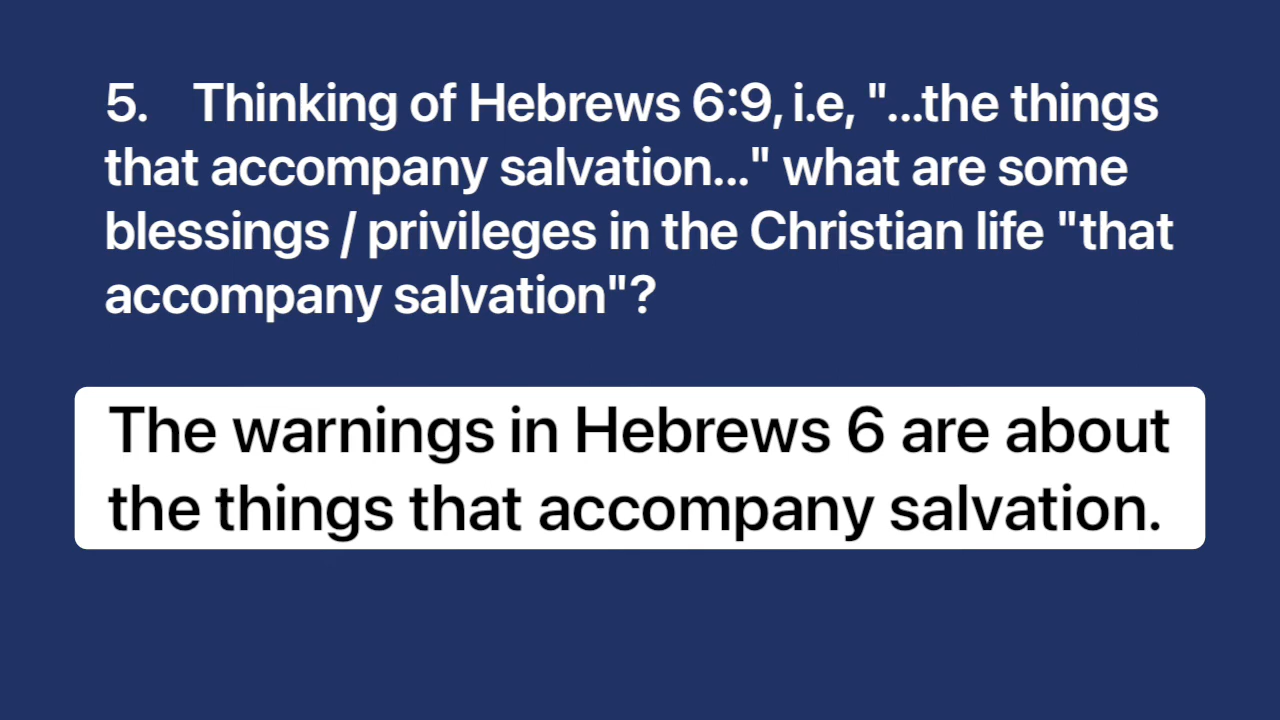 5. Thinking of Hebrews 6:9, i.e, "...the things
that accompany salvation..." what are some
blessings / privileges in the Christian life "that
accompany salvation"?
The warnings in Hebrews 6 are about
the things that accompany salvation.